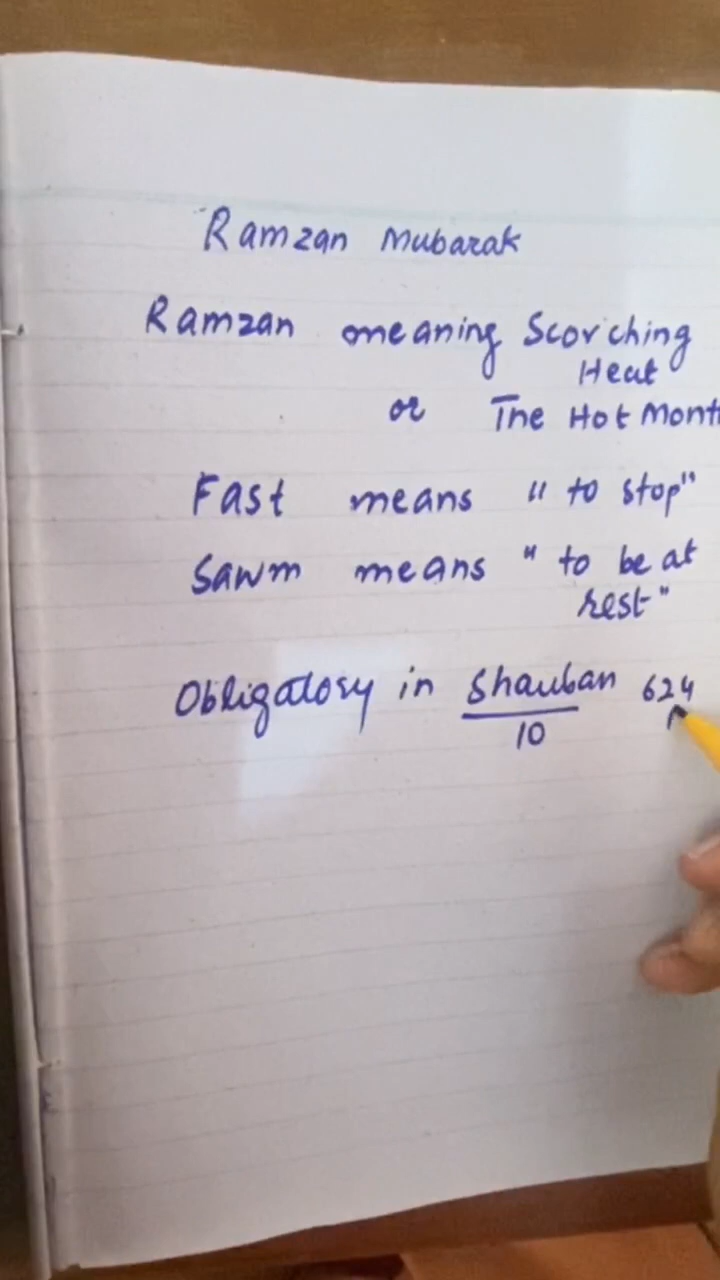 Ramzan Mubarak
Ramzan meaning Scorching
Heat
or The Hot Mont
Fast means "to stop"
Sawm means "to be at
rest"
Obligatory in Shauban 624
10